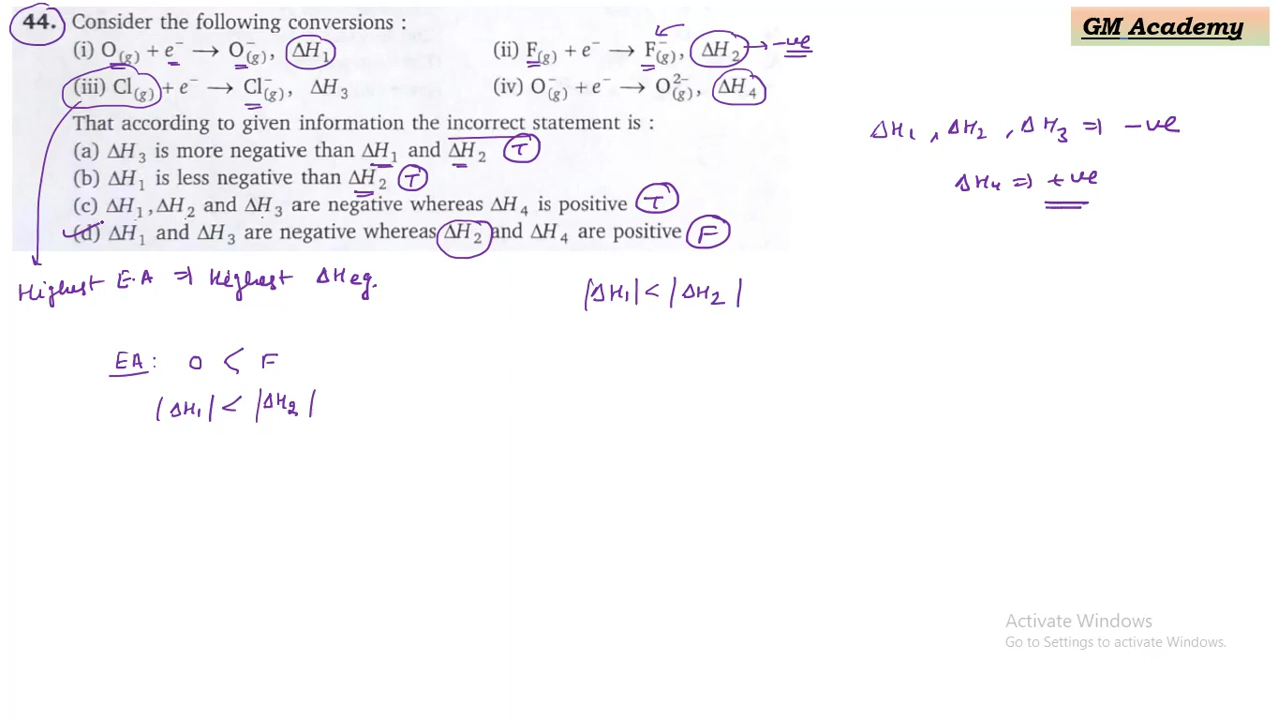 GM Academy
44. Consider the following conversions :
(i) O(g) + e⁻ → O⁻(g), ΔH₁ (ii) F(g) + e⁻ → F⁻(g), ΔH₂ → -ve
(iii) Cl(g) + e⁻ → Cl⁻(g), ΔH₃ (iv) O⁻(g) + e⁻ → O²⁻(g), ΔH₄
That according to given information the incorrect statement is :
(a) ΔH₃ is more negative than ΔH₁ and ΔH₂ T
(b) ΔH₁ is less negative than ΔH₂ T
(c) ΔH₁, ΔH₂ and ΔH₃ are negative whereas ΔH₄ is positive T
(d) ΔH₁ and ΔH₃ are negative whereas ΔH₂ and ΔH₄ are positive F
ΔH₁, ΔH₂, ΔH₃ ⇒ -ve
ΔH₄ ⇒ +ve
Highest E.A ⇒ Highest ΔHeg.
|ΔH₁| < |ΔH₂|
EA: O < F
|ΔH₁| < |ΔH₂|
Activate Windows
Go to Settings to activate Windows.